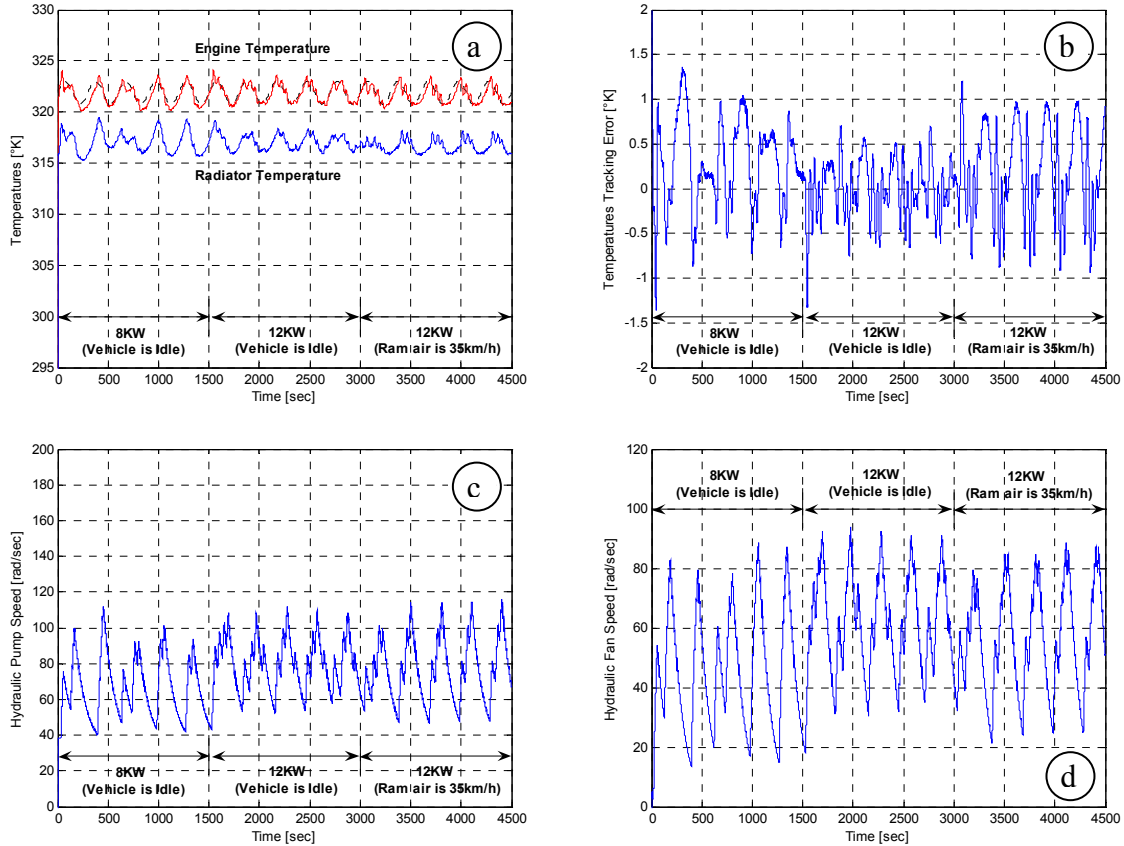 a
Temperatures [°K]
330
325
320
315
310
305
300
295
Engine Temperature
Radiator Temperature
8KW
(Vehicle is Idle)
12KW
(Vehicle is Idle)
12KW
(Ram air is 35km/h)
0 500 1000 1500 2000 2500 3000 3500 4000 4500
Time [sec]
b
Temperatures Tracking Error [°K]
2
1.5
1
0.5
0
-0.5
-1
-1.5
-2
8KW
(Vehicle is Idle)
12KW
(Vehicle is Idle)
12KW
(Ram air is 35km/h)
0 500 1000 1500 2000 2500 3000 3500 4000 4500
Time [sec]
c
Hydraulic Pump Speed [rad/sec]
200
180
160
140
120
100
80
60
40
20
0
8KW
(Vehicle is Idle)
12KW
(Vehicle is Idle)
12KW
(Ram air is 35km/h)
0 500 1000 1500 2000 2500 3000 3500 4000 4500
Time [sec]
Hydraulic Fan Speed [rad/sec]
120
100
80
60
40
20
0
8KW
(Vehicle is Idle)
12KW
(Vehicle is Idle)
12KW
(Ram air is 35km/h)
d
0 500 1000 1500 2000 2500 3000 3500 4000 4500
Time [sec]